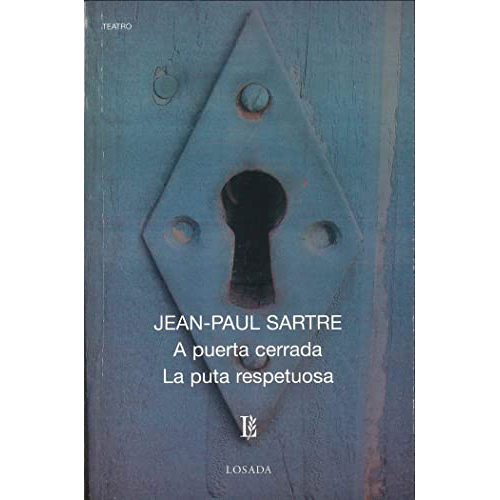 TEATRO
JEAN-PAUL SARTRE
A puerta cerrada
La puta respetuosa
L
LOSADA